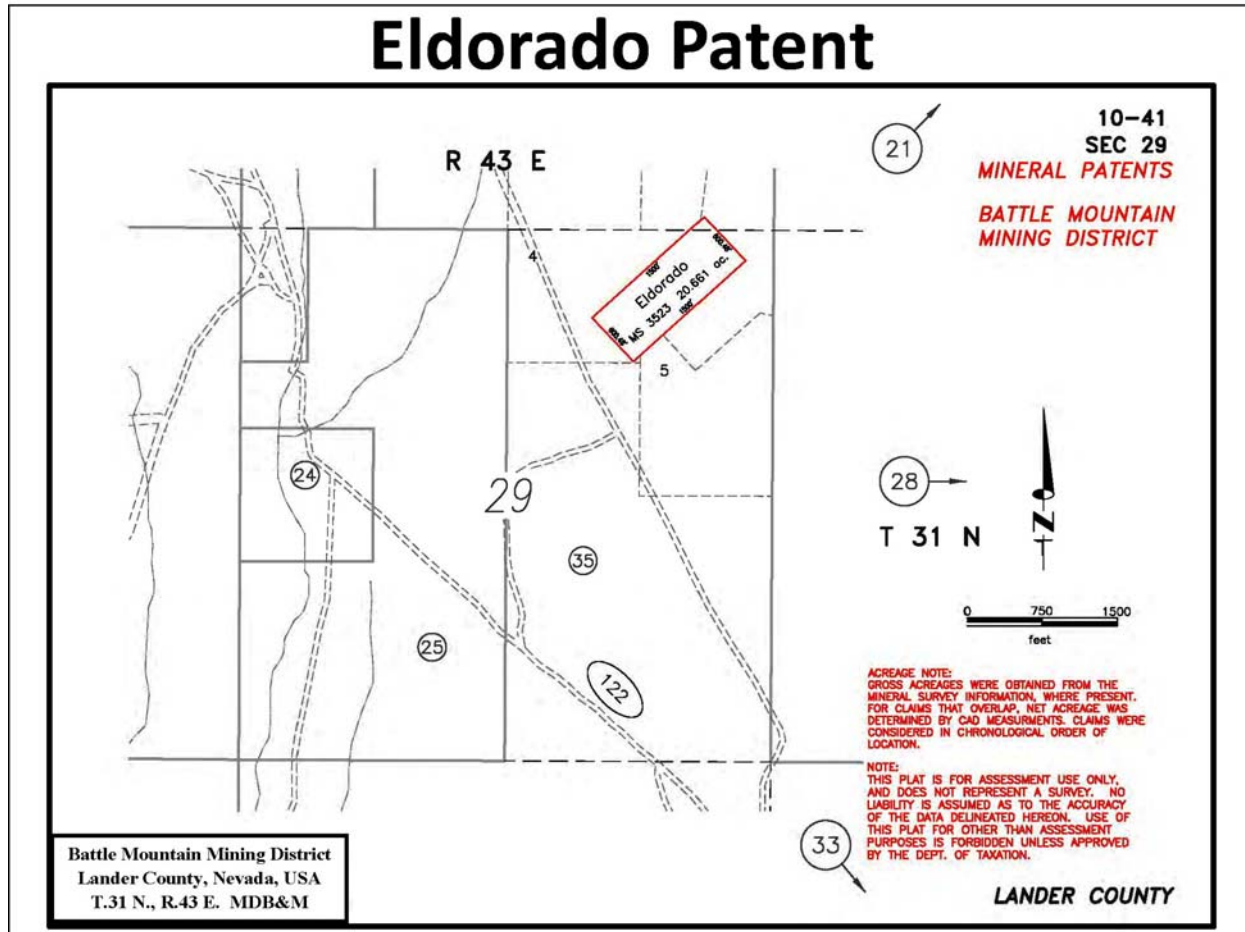 Eldorado Patent
21
10-41
SEC 29
MINERAL PATENTS
BATTLE MOUNTAIN
MINING DISTRICT
R 43 E
4
1500'
600.46'
Eldorado
MS 3523 20.661 ac.
1500'
5
24
29
28
T 31 N
N
35
0 750 1500
feet
25
122
ACREAGE NOTE:
GROSS ACREAGES WERE OBTAINED FROM THE
MINERAL SURVEY INFORMATION, WHERE PRESENT.
FOR CLAIMS THAT OVERLAP, NET ACREAGE WAS
DETERMINED BY CAD MEASURMENTS. CLAIMS WERE
CONSIDERED IN CHRONOLOGICAL ORDER OF
LOCATION.
NOTE:
THIS PLAT IS FOR ASSESSMENT USE ONLY,
AND DOES NOT REPRESENT A SURVEY. NO
LIABILITY IS ASSUMED AS TO THE ACCURACY
OF THE DATA DELINEATED HEREON. USE OF
THIS PLAT FOR OTHER THAN ASSESSMENT
PURPOSES IS FORBIDDEN UNLESS APPROVED
BY THE DEPT. OF TAXATION.
33
LANDER COUNTY
Battle Mountain Mining District
Lander County, Nevada, USA
T.31 N., R.43 E. MDB&M